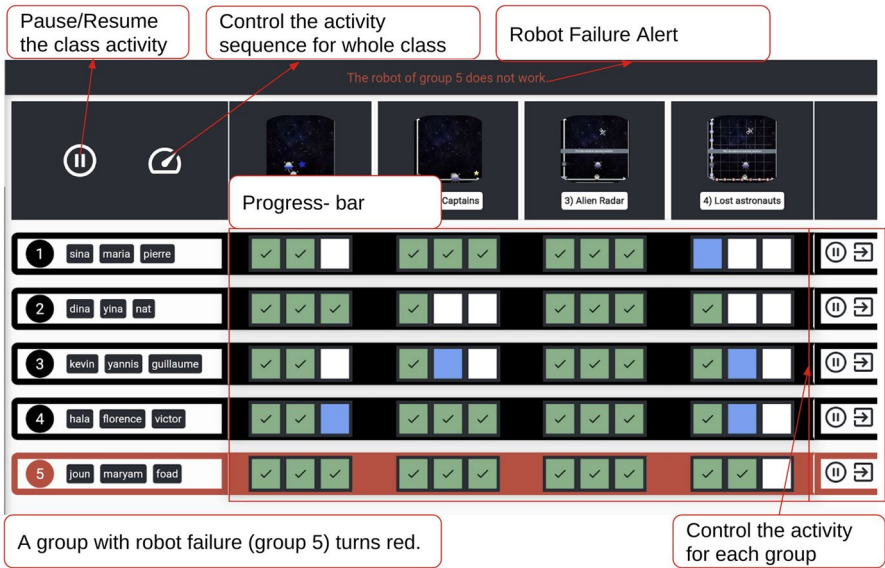 Pause/Resume
the class activity
Control the activity
sequence for whole class
Robot Failure Alert
The robot of group 5 does not work.
Progress- bar
Captains
3) Alien Radar
4) Lost astronauts
1 sina maria pierre
2 dina yina nat
3 kevin yannis guillaume
4 hala florence victor
5 joun maryam foad
A group with robot failure (group 5) turns red.
Control the activity
for each group